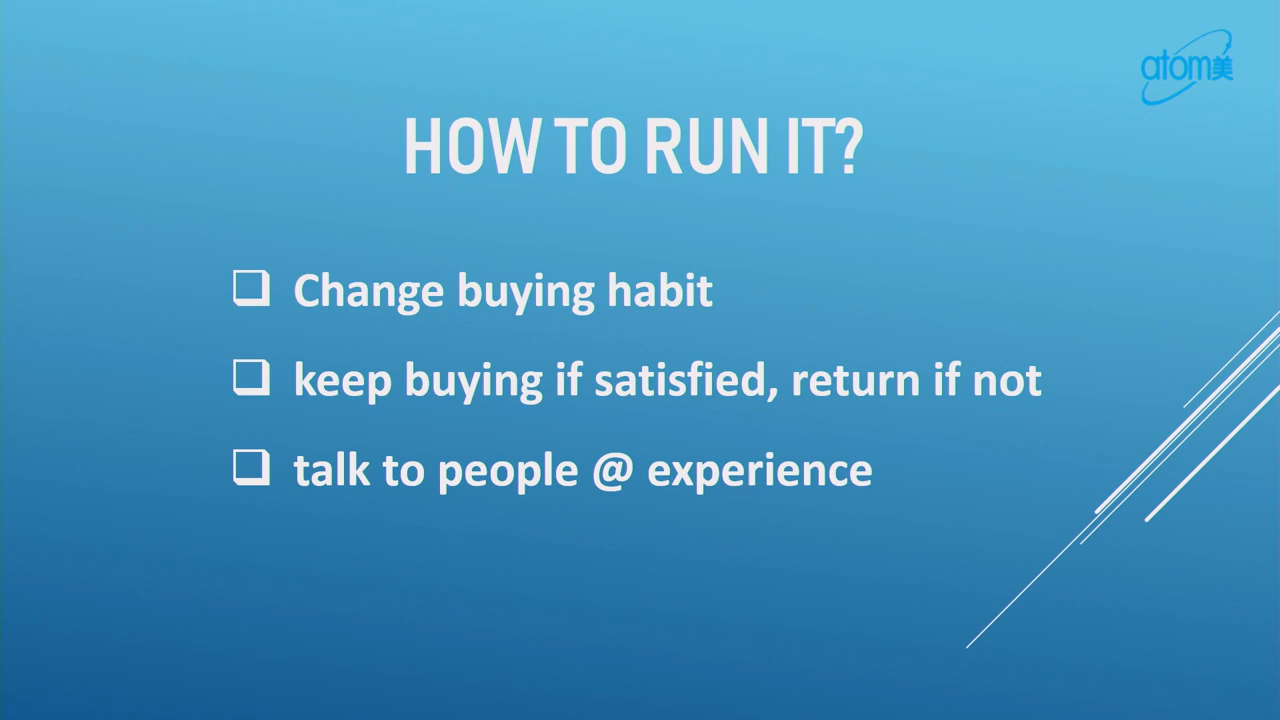 atom美
HOW TO RUN IT?
Change buying habit
keep buying if satisfied, return if not
talk to people @ experience